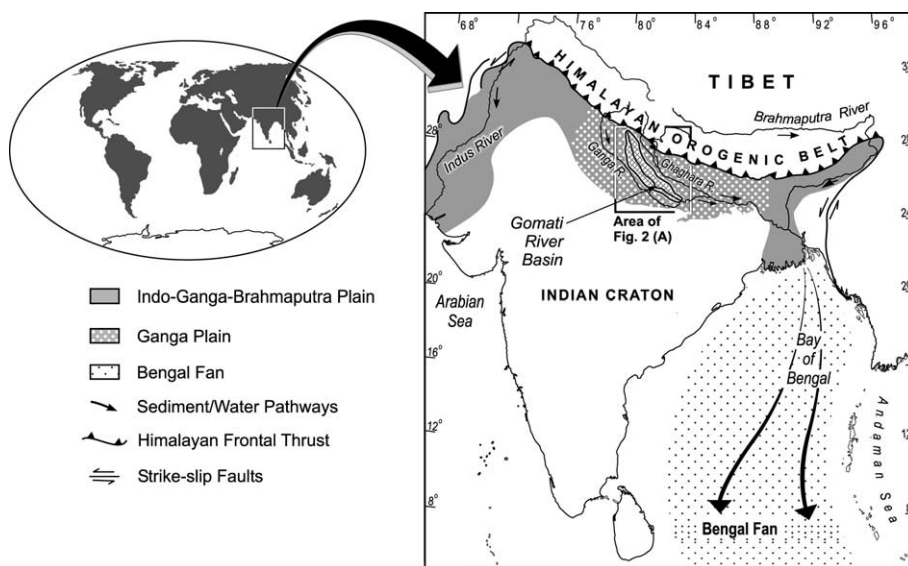 68°
72°
76°
80°
84°
88°
92°
96°
HIMALAYAN OROGENIC BELT
TIBET
Brahmaputra River
28°
Indus River
Ganga R.
Ghaghara R.
Gomati
River
Basin
Area of
Fig. 2 (A)
20°
Arabian
Sea
INDIAN CRATON
16°
Bay
of
Bengal
12°
8°
Andaman Sea
Bengal Fan
Indo-Ganga-Brahmaputra Plain
Ganga Plain
Bengal Fan
Sediment/Water Pathways
Himalayan Frontal Thrust
Strike-slip Faults